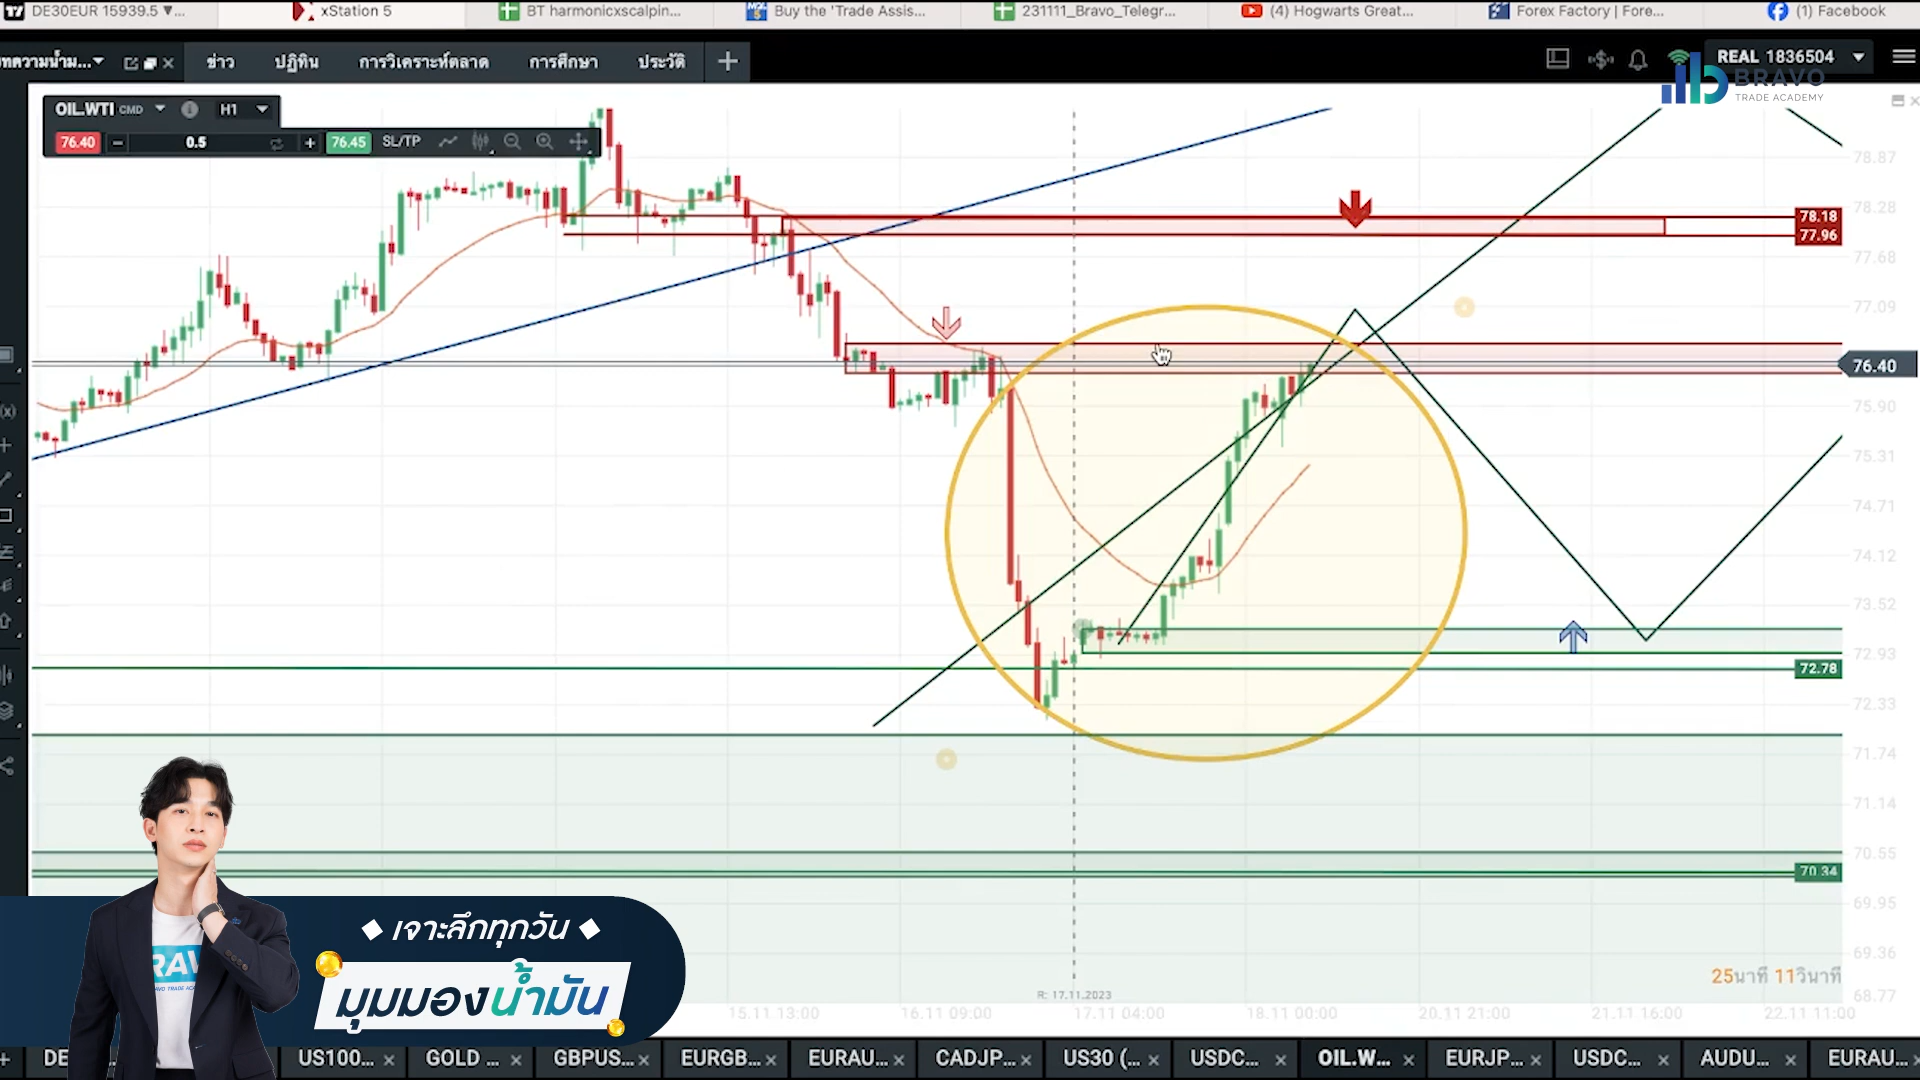 DE30EUR 15939.5 ▼...
xStation 5
BT harmonicxscalpin...
Buy the 'Trade Assis...
231111_Bravo_Telegr...
(4) Hogwarts Great...
Forex Factory | Fore...
(1) Facebook
ข่าว
ปฏิทิน
การวิเคราะห์ตลาด
การศึกษา
ประวัติ
REAL 1836504
BRAVO
TRADE ACADEMY
OIL.WTI CMD
H1
76.40
0.5
76.45
SL/TP
78.87
78.28
78.18
77.96
77.68
77.09
76.40
75.90
75.31
74.71
74.12
73.52
72.93
72.78
72.33
71.74
71.14
70.55
70.34
69.95
69.36
68.77
25นาที 11วินาที
R: 17.11.2023
15.11 13:00
16.11 09:00
17.11 04:00
18.11 00:00
20.11 21:00
21.11 16:00
22.11 11:00
เจาะลึกทุกวัน
มุมมองน้ำมัน
US100...
GOLD ...
GBPUS...
EURGB...
EURAU...
CADJP...
US30 (...
USDC...
OIL.W...
EURJP...
USDC...
AUDU...
EURAU...